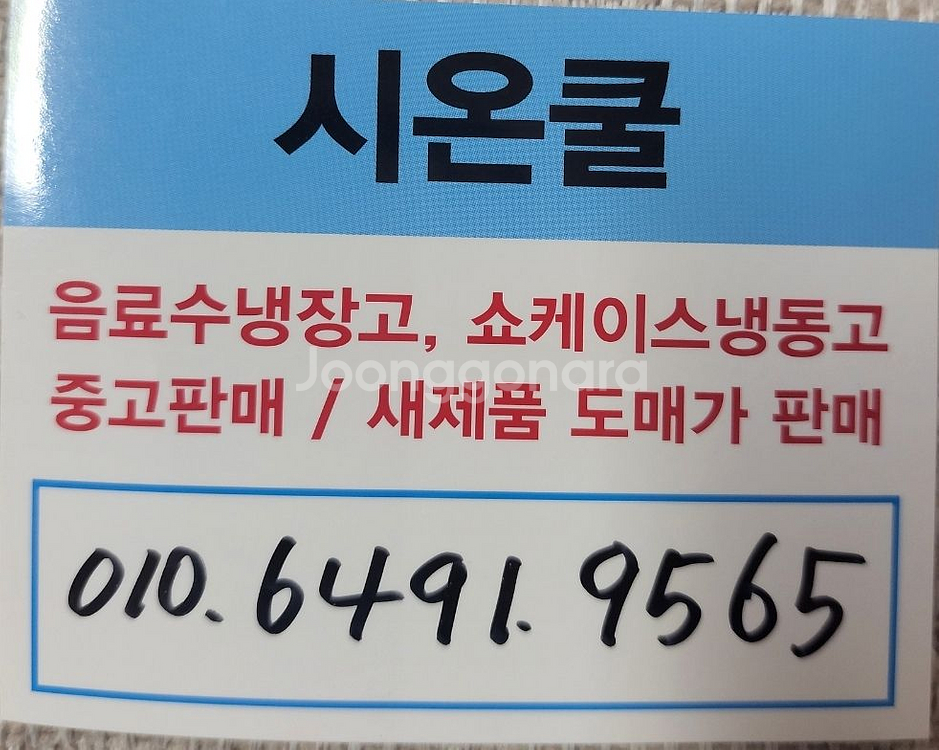 시온쿨
음료수냉장고, 쇼케이스냉동고
Joonggonara
중고판매 / 새제품 도매가 판매
010. 6491. 9565